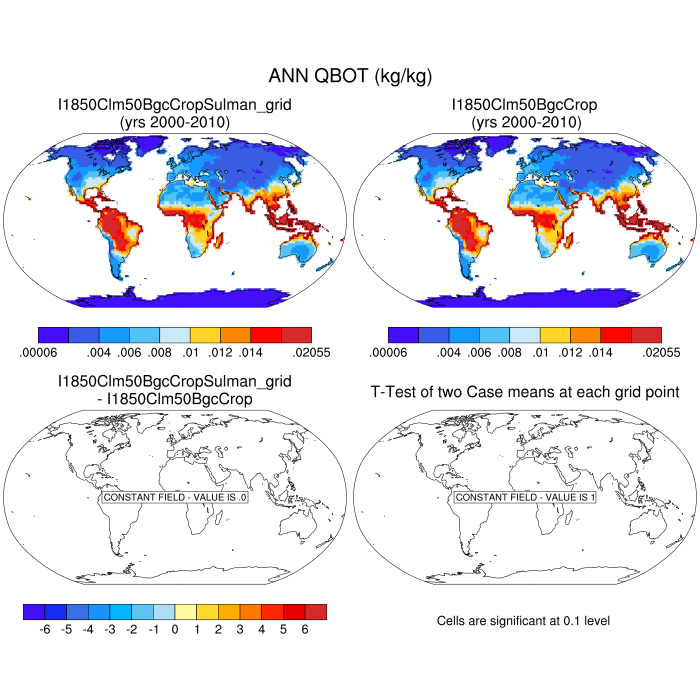 ANN QBOT (kg/kg)
I1850Clm50BgcCropSulman_grid
(yrs 2000-2010)
I1850Clm50BgcCrop
(yrs 2000-2010)
.00006 .004 .006 .008 .01 .012 .014 .02055
.00006 .004 .006 .008 .01 .012 .014 .02055
I1850Clm50BgcCropSulman_grid
- I1850Clm50BgcCrop
T-Test of two Case means at each grid point
CONSTANT FIELD - VALUE IS .0
CONSTANT FIELD - VALUE IS 1
-6 -5 -4 -3 -2 -1 0 1 2 3 4 5 6
Cells are significant at 0.1 level